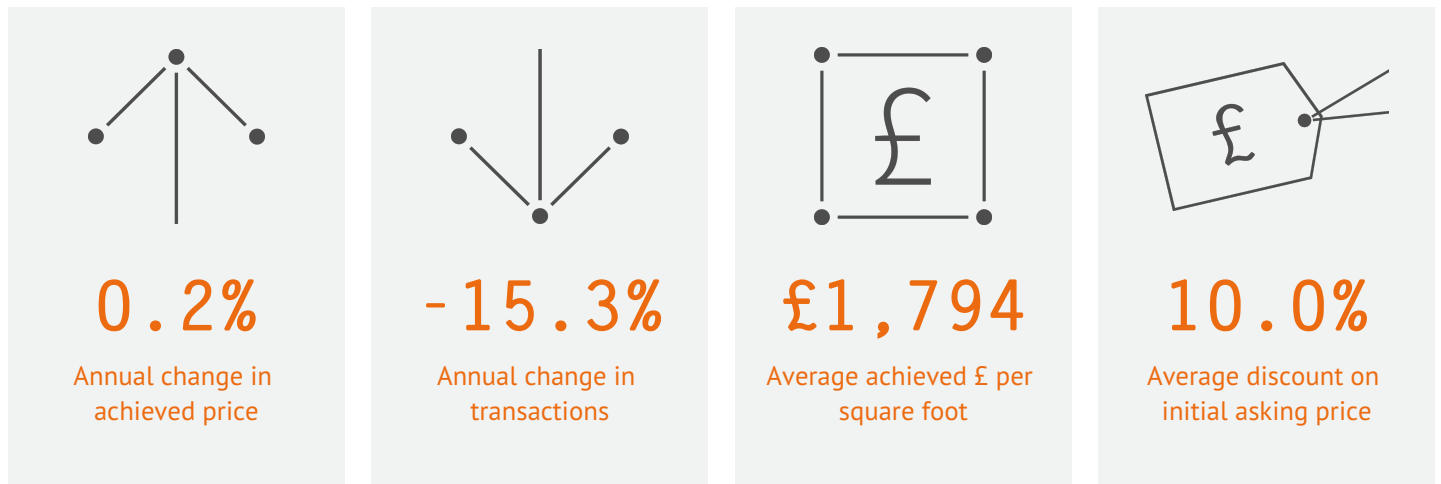 £
£
0.2%
Annual change in
achieved price
-15.3%
Annual change in
transactions
£1,794
Average achieved £ per
square foot
10.0%
Average discount on
initial asking price